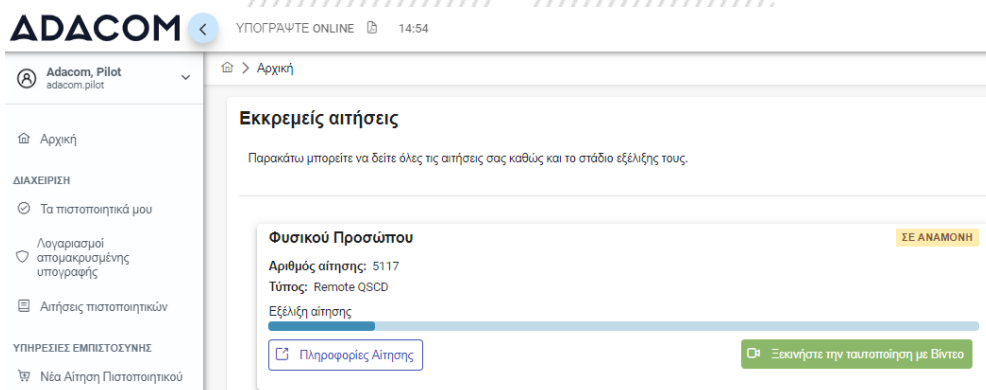 ADACOM
ΥΠΟΓΡΑΨΤΕ ONLINE 14:54
Adacom, Pilot
adacom.pilot
Αρχική
ΔΙΑΧΕΙΡΙΣΗ
Τα πιστοποιητικά μου
Λογαριασμοί
απομακρυσμένης
υπογραφής
Αιτήσεις πιστοποιητικών
ΥΠΗΡΕΣΙΕΣ ΕΜΠΙΣΤΟΣΥΝΗΣ
Νέα Αίτηση Πιστοποιητικού
> Αρχική
Εκκρεμείς αιτήσεις
Παρακάτω μπορείτε να δείτε όλες τις αιτήσεις σας καθώς και το στάδιο εξέλιξης τους.
Φυσικού Προσώπου
ΣΕ ΑΝΑΜΟΝΗ
Αριθμός αίτησης: 5117
Τύπος: Remote QSCD
Εξέλιξη αίτησης
Πληροφορίες Αίτησης
Ξεκινήστε την ταυτοποίηση με Βίντεο